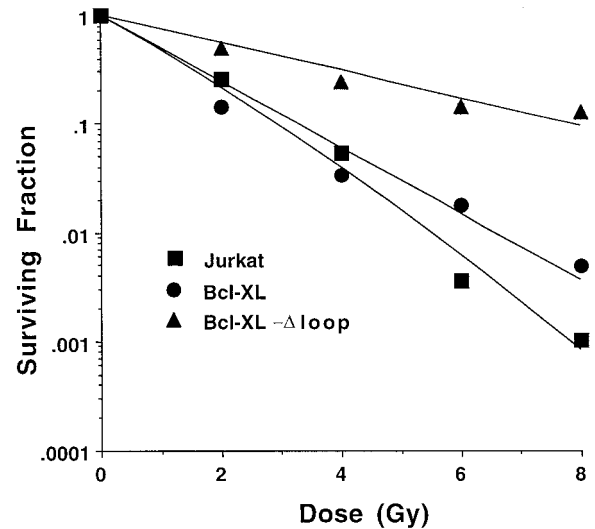 1
.1
.01
.001
.0001
Surviving Fraction
Jurkat
Bcl-XL
Bcl-XL -Δ loop
0 2 4 6 8
Dose (Gy)